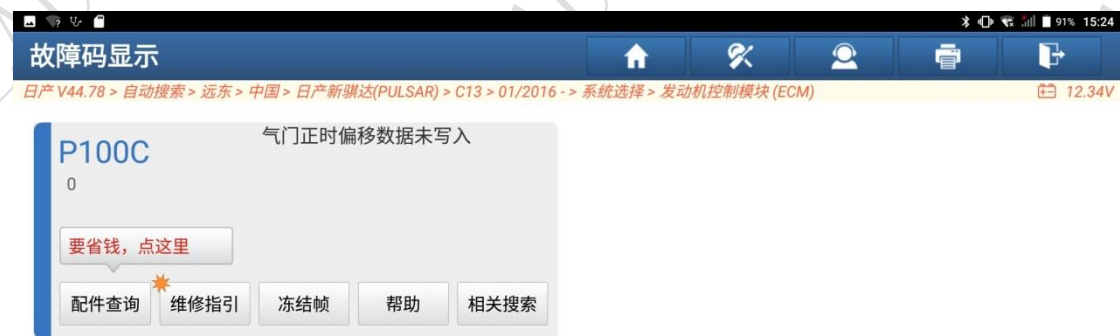 91% 15:24
故障码显示
日产 V44.78 > 自动搜索 > 远东 > 中国 > 日产新骐达(PULSAR) > C13 > 01/2016 -> 系统选择 > 发动机控制模块 (ECM) 12.34V
P100C 气门正时偏移数据未写入
0
要省钱，点这里
配件查询 维修指引 冻结帧 帮助 相关搜索